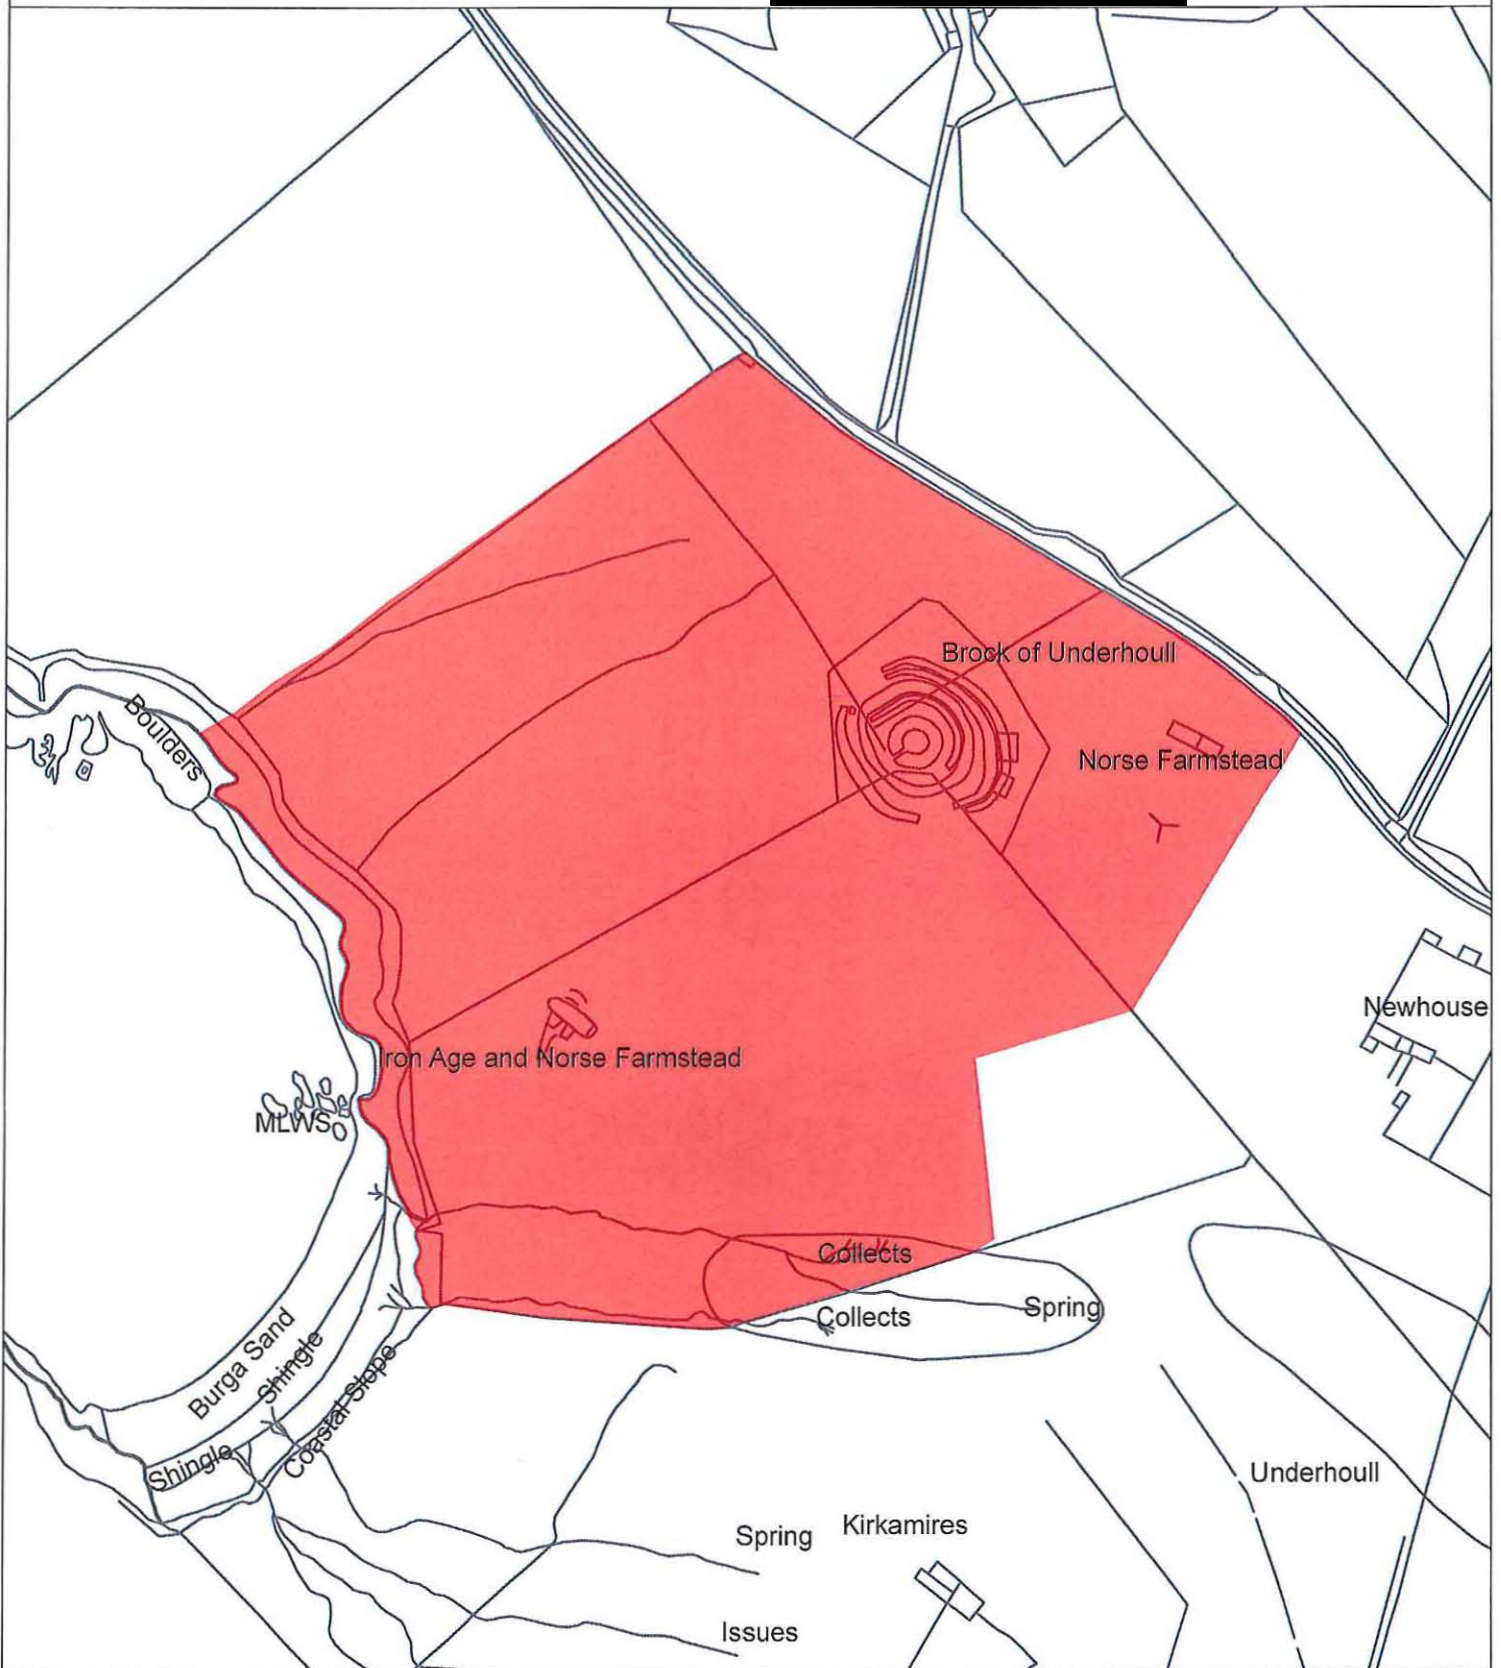 Brock of Underhoull
Boulders
Norse Farmstead
Newhouse
Iron Age and Norse Farmstead
MLWS
Collects
Spring
Collects
Burga Sand
Shingle
Coastal Slope
Shingle
Underhoull
Kirkamires
Spring
Issues